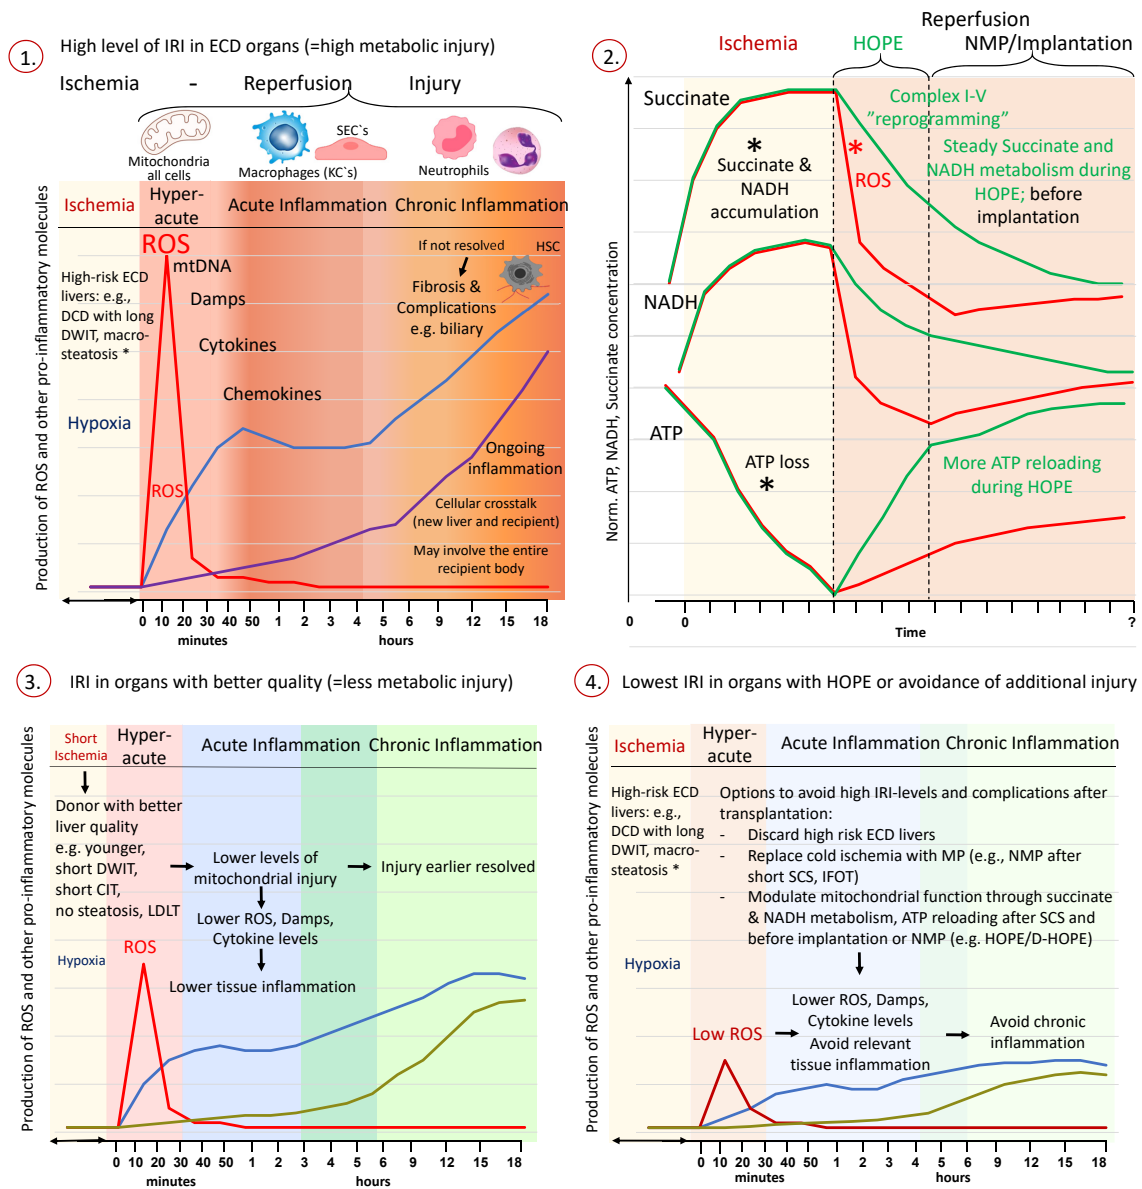 1.
High level of IRI in ECD organs (=high metabolic injury)
Ischemia - Reperfusion Injury
Mitochondria
all cells
Macrophages (KC`s)
SEC`s
Neutrophils
Production of ROS and other pro-inflammatory molecules
Ischemia
Hyper-
acute
Acute Inflammation
Chronic Inflammation
ROS
mtDNA
Damps
Cytokines
Chemokines
High-risk ECD
livers: e.g.,
DCD with long
DWIT, macro-
steatosis *
Hypoxia
ROS
If not resolved
HSC
Fibrosis &
Complications
e.g. biliary
Ongoing
inflammation
Cellular crosstalk
(new liver and recipient)
May involve the entire
recipient body
0 10 20 30 40 50 1 2 3 4 5 6 9 12 15 18
minutes hours
2.
Reperfusion
Ischemia HOPE NMP/Implantation
Norm. ATP, NADH, Succinate concentration
Succinate
*
Succinate &
NADH
accumulation
*
ROS
Complex I-V
”reprogramming”
Steady Succinate and
NADH metabolism during
HOPE; before
implantation
NADH
ATP
ATP loss
*
More ATP reloading
during HOPE
0 0 ?
Time
3.
IRI in organs with better quality (=less metabolic injury)
Production of ROS and other pro-inflammatory molecules
Short
Ischemia
Hyper-
acute
Acute Inflammation
Chronic Inflammation
Donor with better
liver quality
e.g. younger,
short DWIT,
short CIT,
no steatosis, LDLT
Lower levels of
mitochondrial injury
Injury earlier resolved
Lower ROS, Damps,
Cytokine levels
Lower tissue inflammation
ROS
Hypoxia
0 10 20 30 40 50 1 2 3 4 5 6 9 12 15 18
minutes hours
4.
Lowest IRI in organs with HOPE or avoidance of additional injury
Production of ROS and other pro-inflammatory molecules
Ischemia
Hyper-
acute
Acute Inflammation
Chronic Inflammation
High-risk ECD
livers: e.g.,
DCD with long
DWIT, macro-
steatosis *
Options to avoid high IRI-levels and complications after
transplantation:
- Discard high risk ECD livers
- Replace cold ischemia with MP (e.g., NMP after
short SCS, IFOT)
- Modulate mitochondrial function through succinate
& NADH metabolism, ATP reloading after SCS and
before implantation or NMP (e.g. HOPE/D-HOPE)
Hypoxia
Low ROS
Lower ROS, Damps,
Cytokine levels
Avoid relevant
tissue inflammation
Avoid chronic
inflammation
0 10 20 30 40 50 1 2 3 4 5 6 9 12 15 18
minutes hours